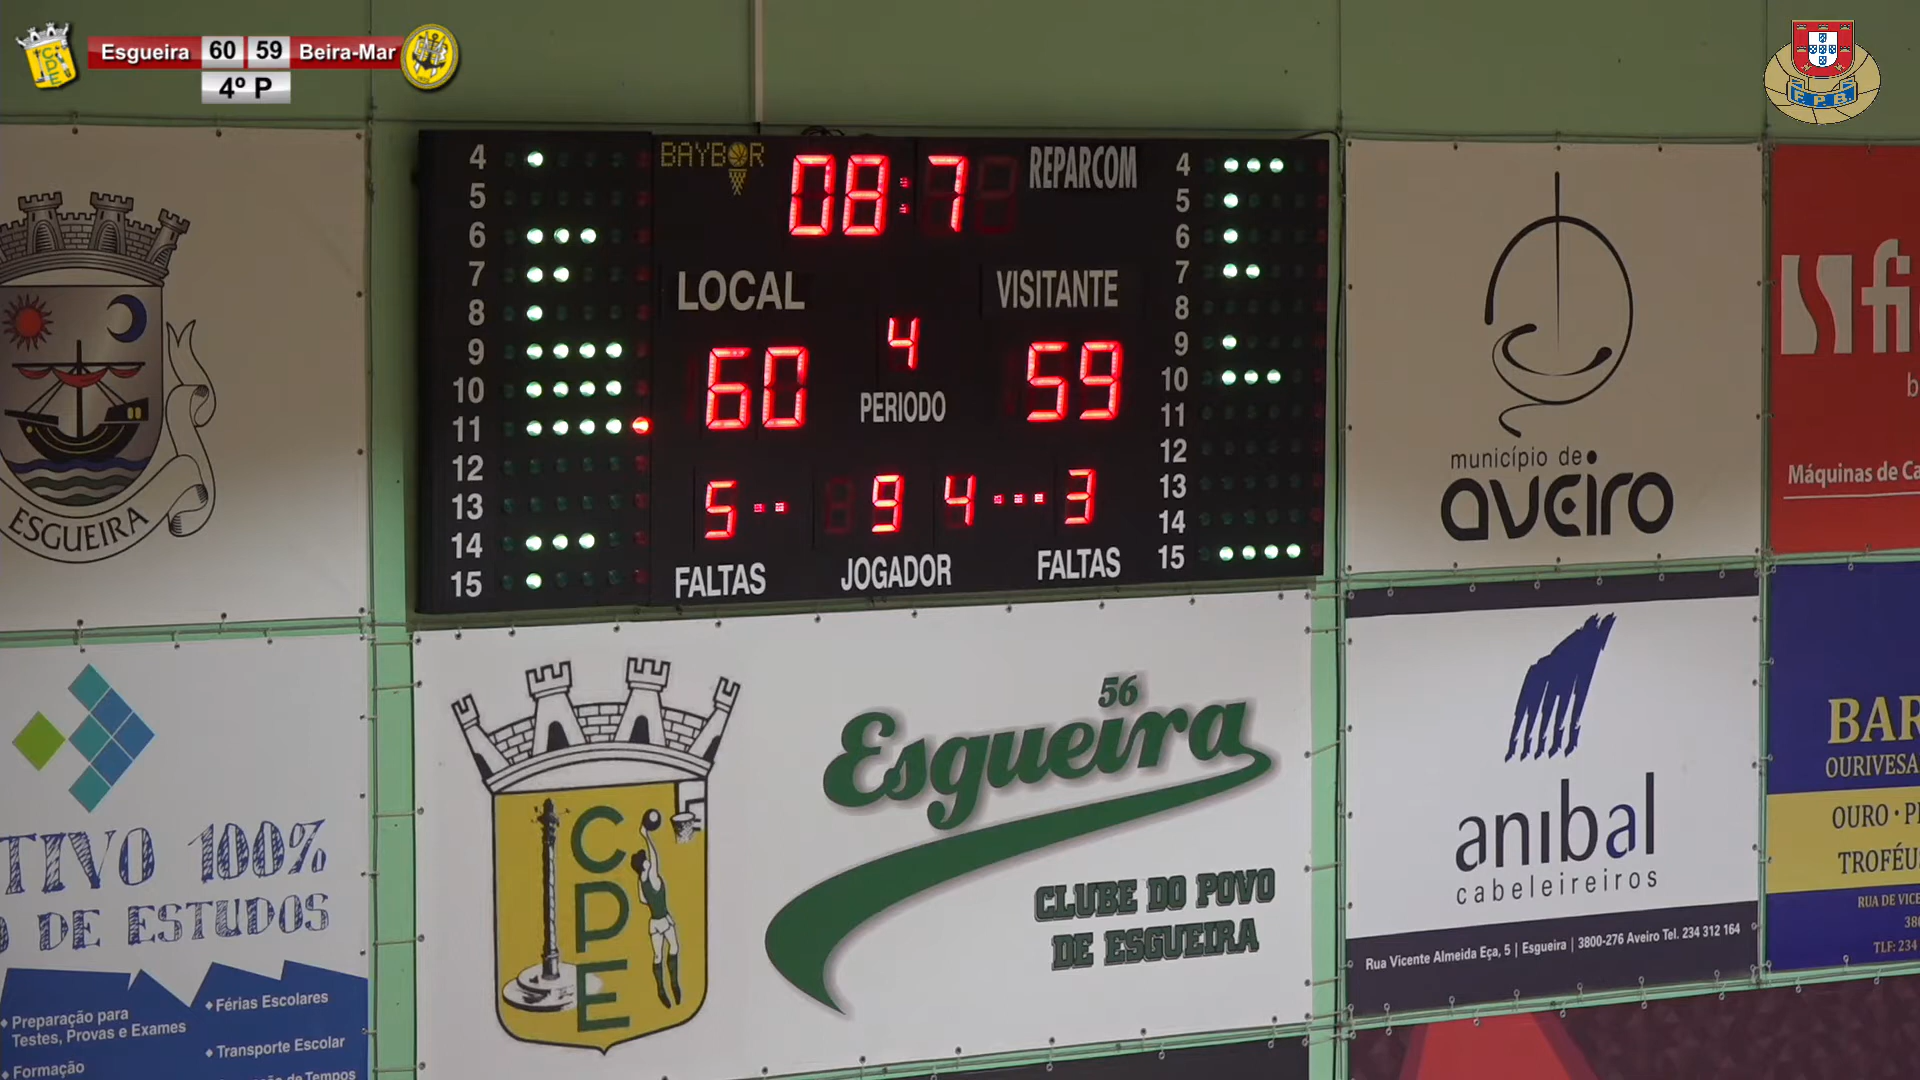 Esgueira 60 59 Beira-Mar
4º P
F.P.B.
BAYBOR 08:7 REPARCOM
LOCAL VISITANTE
60 4 59
PERIODO
5 9 4 3
FALTAS JOGADOR FALTAS
4
5
6
7
8
9
10
11
12
13
14
15
4
5
6
7
8
9
10
11
12
13
14
15
ESGUEIRA
município de
aveiro
Máquinas de
56
Esgueira
CLUBE DO POVO
DE ESGUEIRA
CPE
anibal
cabeleireiros
Rua Vicente Almeida Eça, 5 | Esgueira | 3800-276 Aveiro Tel. 234 312 164
BAR
OURIVESA
OURO · P
TROFÉU
RUA DE VICE
380
TLF: 234
TIVO 100%
DE ESTUDOS
Preparação para
Testes, Provas e Exames
Formação
Férias Escolares
Transporte Escolar
de Tempos